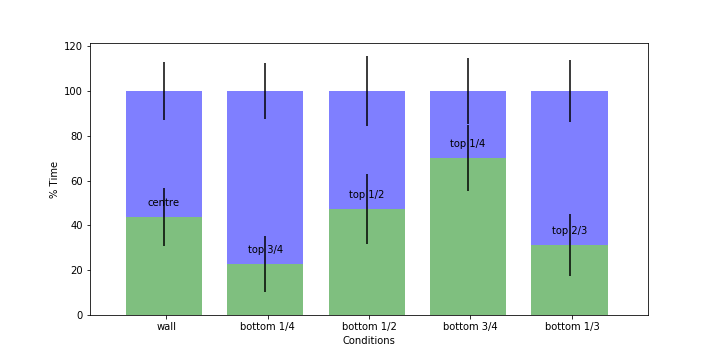 120
100
80
60
40
20
0
% Time
centre
top 3/4
top 1/2
top 1/4
top 2/3
wall
bottom 1/4
bottom 1/2
bottom 3/4
bottom 1/3
Conditions